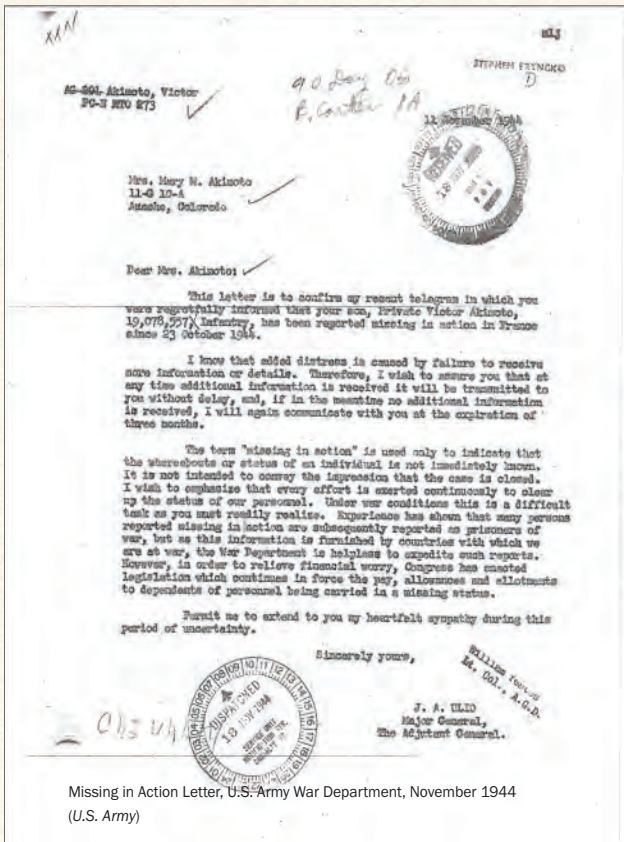 XXN
STEPHEN FRYNCKO
D
AG-201 Akimoto, Victor
PC-N MTO 273
90 Day
11 November 1944
RECEIVED
Mrs. Mary N. Akimoto
11-G 10-A
Amache, Colorado
Dear Mrs. Akimoto:
This letter is to confirm my recent telegram in which you
were regretfully informed that your son, Private Victor Akimoto,
19,078,557, Infantry, has been reported missing in action in France
since 23 October 1944.
I know that added distress is caused by failure to receive
more information or details. Therefore, I wish to assure you that at
any time additional information is received it will be transmitted to
you without delay, and, if in the meantime no additional information
is received, I will again communicate with you at the expiration of
three months.
The term "missing in action" is used only to indicate that
the whereabouts or status of an individual is not immediately known.
It is not intended to convey the impression that the case is closed.
I wish to emphasize that every effort is exerted continuously to clear
up the status of our personnel. Under war conditions this is a difficult
task as you must readily realize. Experience has shown that many persons
reported missing in action are subsequently reported as prisoners of
war, but as this information is furnished by countries with which we
are at war, the War Department is helpless to expedite such reports.
However, in order to relieve financial worry, Congress has enacted
legislation which continues in force the pay, allowances and allotments
to dependents of personnel being carried in a missing status.
Permit me to extend to you my heartfelt sympathy during this
period of uncertainty.
Sincerely yours,
William
Lt. Col., A.G.D.
J. A. ULIO
Major General,
The Adjutant General.
DISPATCHED
18 NOV 1944
Missing in Action Letter, U.S. Army War Department, November 1944
(U.S. Army)